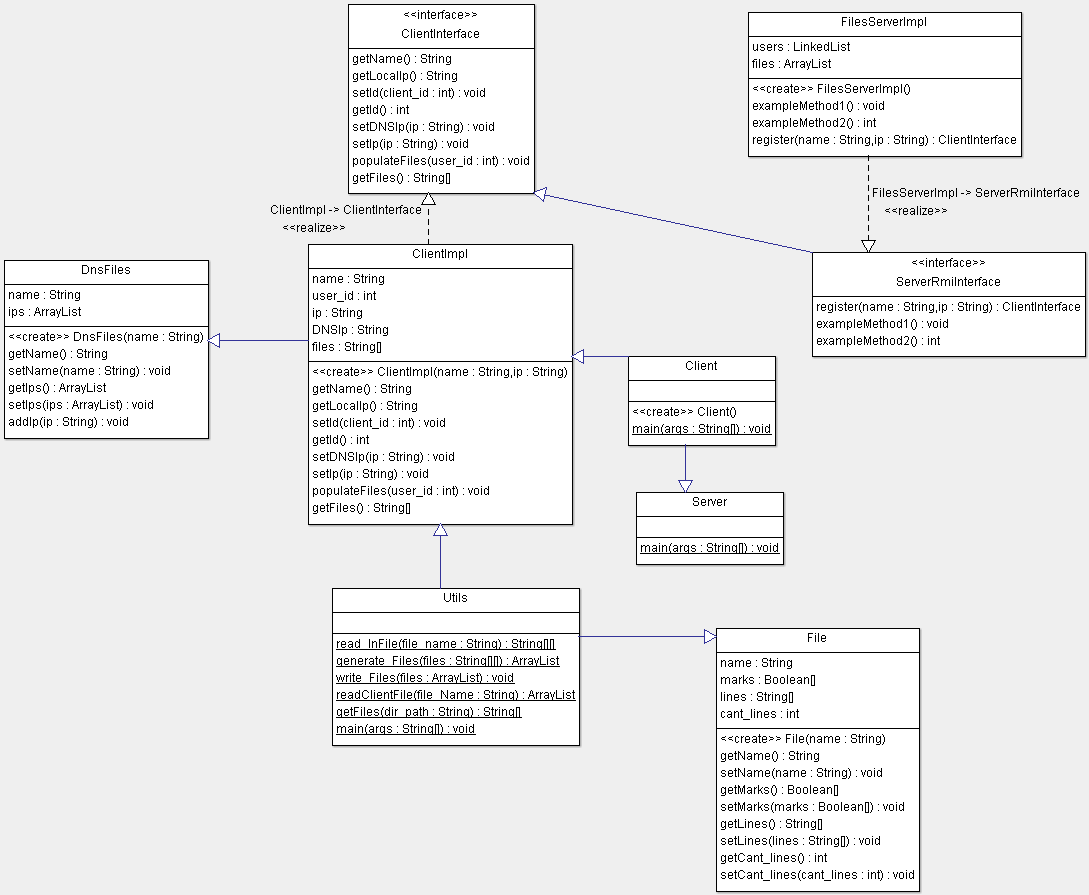 <<interface>>
ClientInterface
getName() : String
getLocalIp() : String
setId(client_id : int) : void
getId() : int
setDNSIp(ip : String) : void
setIp(ip : String) : void
populateFiles(user_id : int) : void
getFiles() : String[]
FilesServerImpl
users : LinkedList
files : ArrayList
<<create>> FilesServerImpl()
exampleMethod1() : void
exampleMethod2() : int
register(name : String,ip : String) : ClientInterface
ClientImpl -> ClientInterface
<<realize>>
FilesServerImpl -> ServerRmiInterface
<<realize>>
DnsFiles
name : String
ips : ArrayList
<<create>> DnsFiles(name : String)
getName() : String
setName(name : String) : void
getIps() : ArrayList
setIps(ips : ArrayList) : void
addIp(ip : String) : void
ClientImpl
name : String
user_id : int
ip : String
DNSIp : String
files : String[]
<<create>> ClientImpl(name : String,ip : String)
getName() : String
getLocalIp() : String
setId(client_id : int) : void
getId() : int
setDNSIp(ip : String) : void
setIp(ip : String) : void
populateFiles(user_id : int) : void
getFiles() : String[]
<<interface>>
ServerRmiInterface
register(name : String,ip : String) : ClientInterface
exampleMethod1() : void
exampleMethod2() : int
Client
<<create>> Client()
main(args : String[]) : void
Server
main(args : String[]) : void
Utils
read_InFile(file_name : String) : String[][]
generate_Files(files : String[][]) : ArrayList
write_Files(files : ArrayList) : void
readClientFile(file_Name : String) : ArrayList
getFiles(dir_path : String) : String[]
main(args : String[]) : void
File
name : String
marks : Boolean[]
lines : String[]
cant_lines : int
<<create>> File(name : String)
getName() : String
setName(name : String) : void
getMarks() : Boolean[]
setMarks(marks : Boolean[]) : void
getLines() : String[]
setLines(lines : String[]) : void
getCant_lines() : int
setCant_lines(cant_lines : int) : void